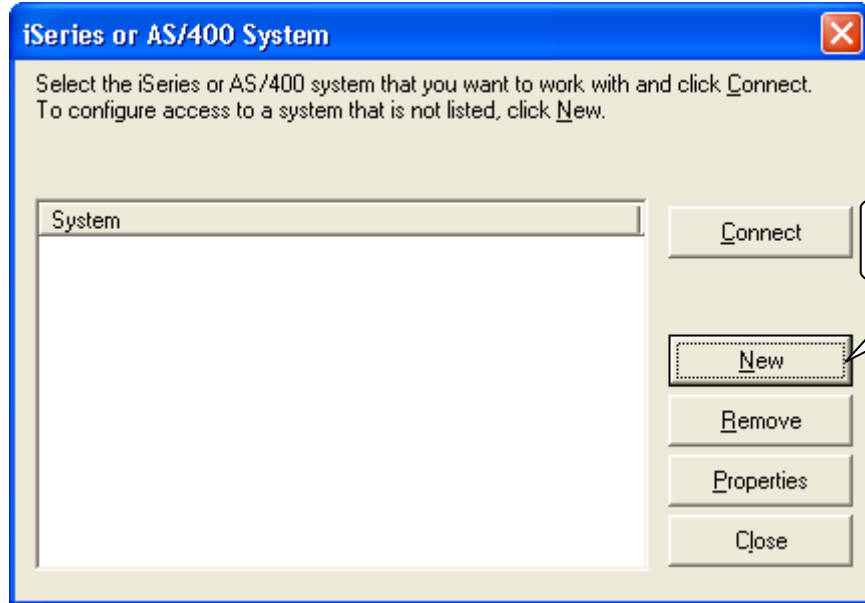 iSeries or AS/400 System
Select the iSeries or AS/400 system that you want to work with and click Connect.
To configure access to a system that is not listed, click New.
System
Connect
New
Remove
Properties
Close